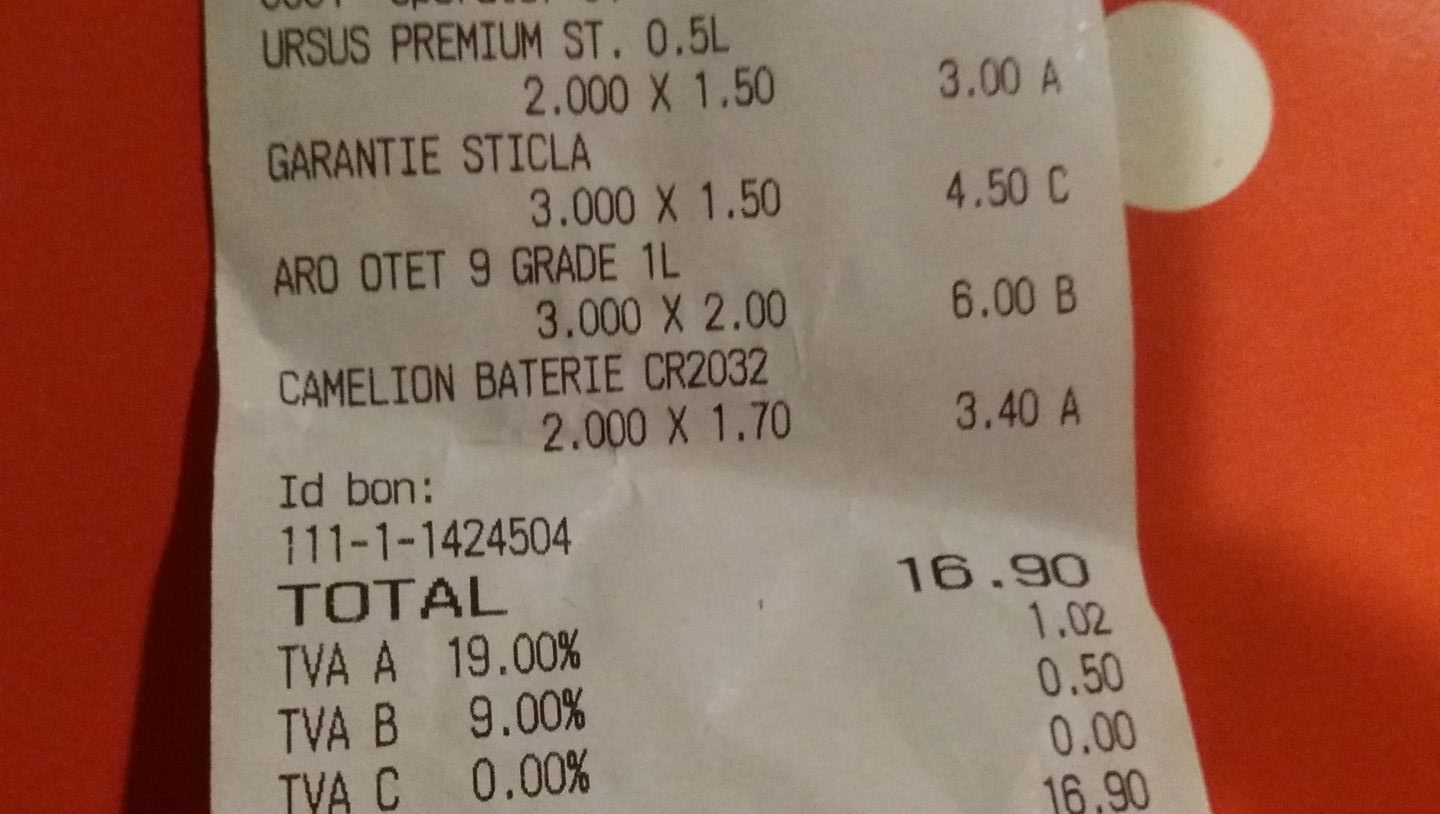 URSUS PREMIUM ST. 0.5L
2.000 X 1.50 3.00 A
GARANTIE STICLA
3.000 X 1.50 4.50 C
ARO OTET 9 GRADE 1L
3.000 X 2.00 6.00 B
CAMELION BATERIE CR2032
2.000 X 1.70 3.40 A
Id bon:
111-1-1424504
TOTAL 16.90
TVA A 19.00% 1.02
TVA B 9.00% 0.50
TVA C 0.00% 0.00
16.90